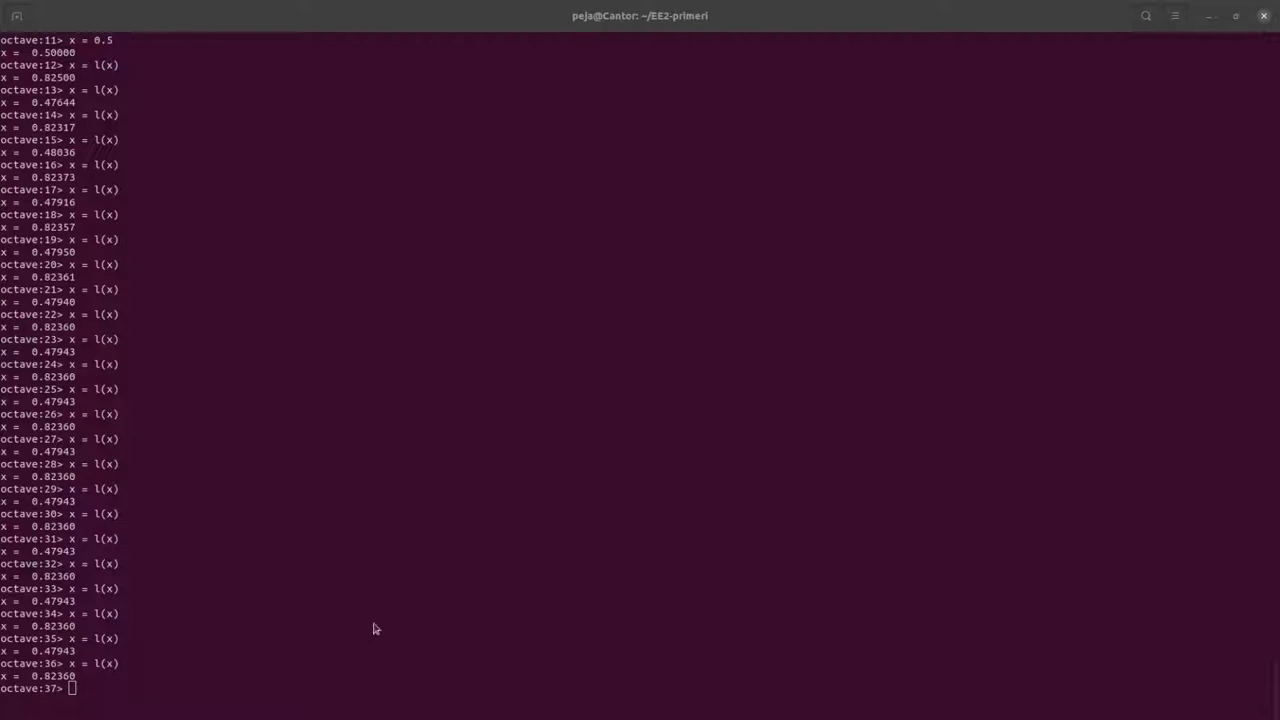 peja@Cantor: ~/EE2-primeri
octave:11> x = 0.5
x =  0.50000
octave:12> x = l(x)
x =  0.82500
octave:13> x = l(x)
x =  0.47644
octave:14> x = l(x)
x =  0.82317
octave:15> x = l(x)
x =  0.48036
octave:16> x = l(x)
x =  0.82373
octave:17> x = l(x)
x =  0.47916
octave:18> x = l(x)
x =  0.82357
octave:19> x = l(x)
x =  0.47950
octave:20> x = l(x)
x =  0.82361
octave:21> x = l(x)
x =  0.47940
octave:22> x = l(x)
x =  0.82360
octave:23> x = l(x)
x =  0.47943
octave:24> x = l(x)
x =  0.82360
octave:25> x = l(x)
x =  0.47943
octave:26> x = l(x)
x =  0.82360
octave:27> x = l(x)
x =  0.47943
octave:28> x = l(x)
x =  0.82360
octave:29> x = l(x)
x =  0.47943
octave:30> x = l(x)
x =  0.82360
octave:31> x = l(x)
x =  0.47943
octave:32> x = l(x)
x =  0.82360
octave:33> x = l(x)
x =  0.47943
octave:34> x = l(x)
x =  0.82360
octave:35> x = l(x)
x =  0.47943
octave:36> x = l(x)
x =  0.82360
octave:37>